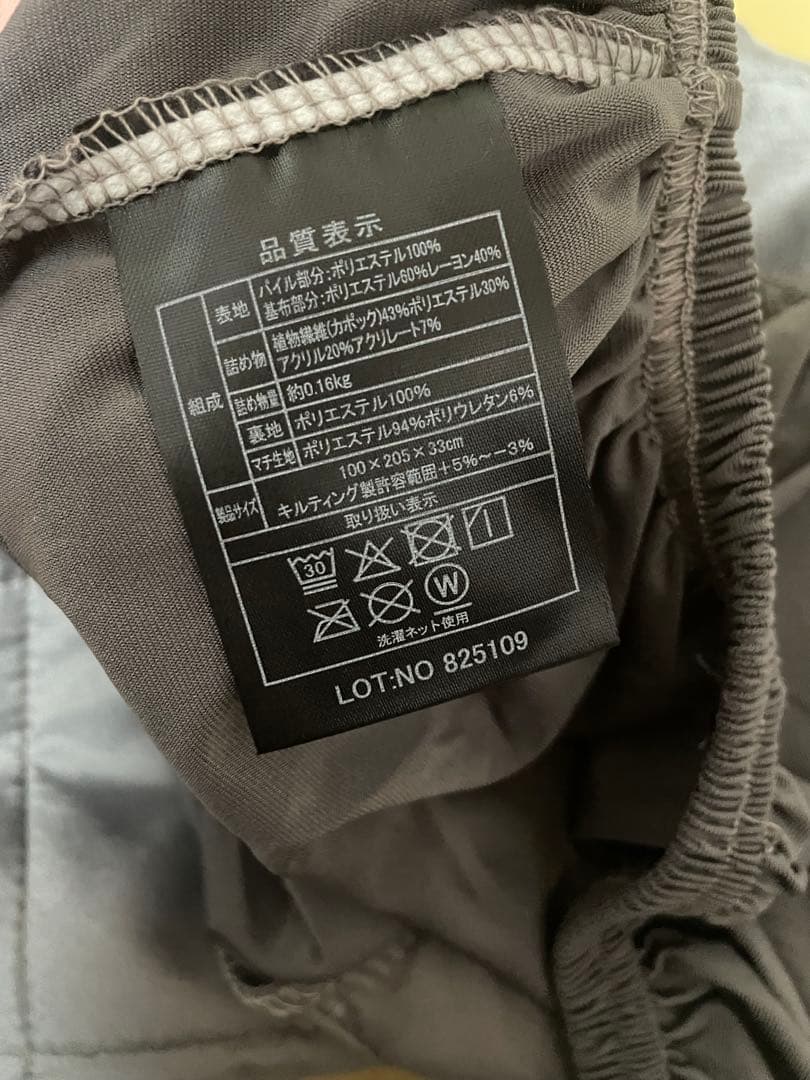 品質表示
組成
表地
パイル部分:ポリエステル100%
基布部分:ポリエステル60%レーヨン40%
詰め物
植物繊維(カポック)43%ポリエステル30%
アクリル20%アクリレート7%
詰め物量
約0.16kg
裏地
ポリエステル100%
マチ生地
ポリエステル94%ポリウレタン6%
製品サイズ
100×205×33cm
キルティング製許容範囲+5%〜-3%
取り扱い表示
30
W
洗濯ネット使用
LOT:NO 825109